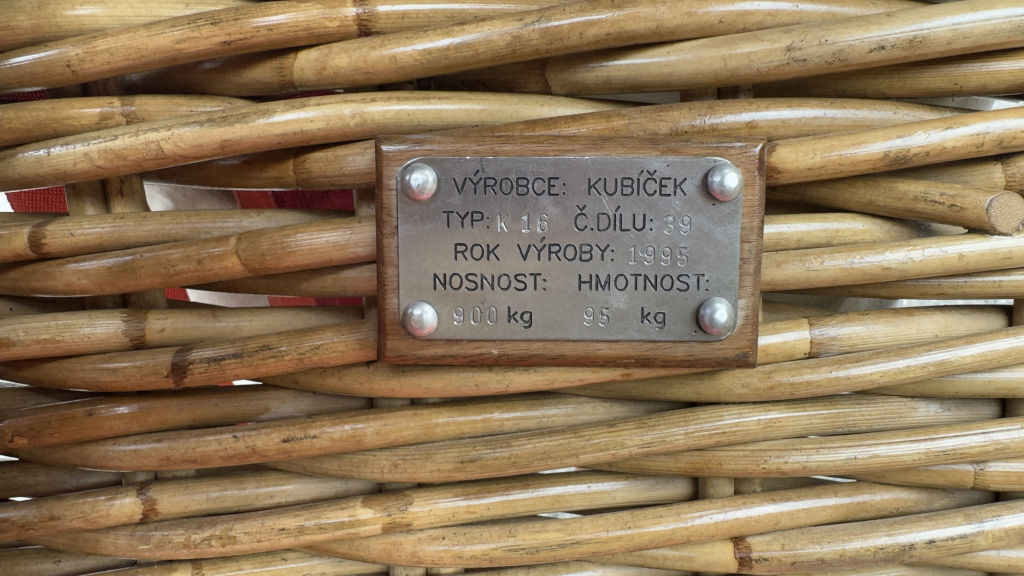 VÝROBCE: KUBÍČEK
TYP: K 16 Č.DÍLU: 39
ROK VÝROBY: 1995
NOSNOST: HMOTNOST:
900 kg 95 kg